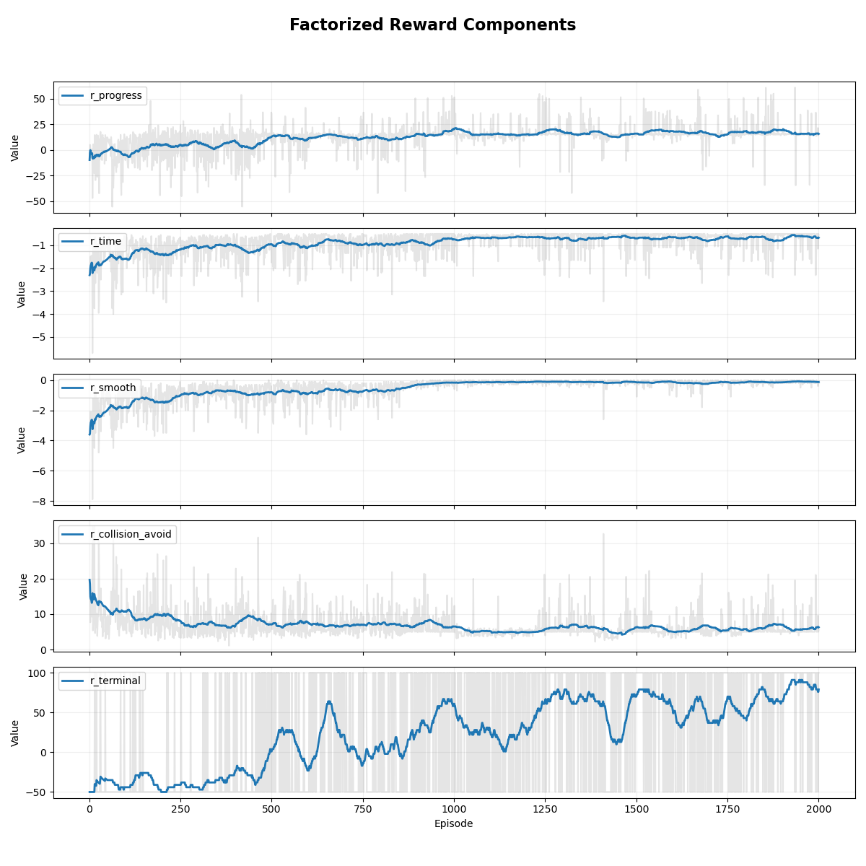 Factorized Reward Components
r_progress
50
25
0
−25
−50
Value
r_time
−1
−2
−3
−4
−5
Value
r_smooth
0
−2
−4
−6
−8
Value
r_collision_avoid
30
20
10
0
Value
r_terminal
100
50
0
−50
Value
0 250 500 750 1000 1250 1500 1750 2000
Episode